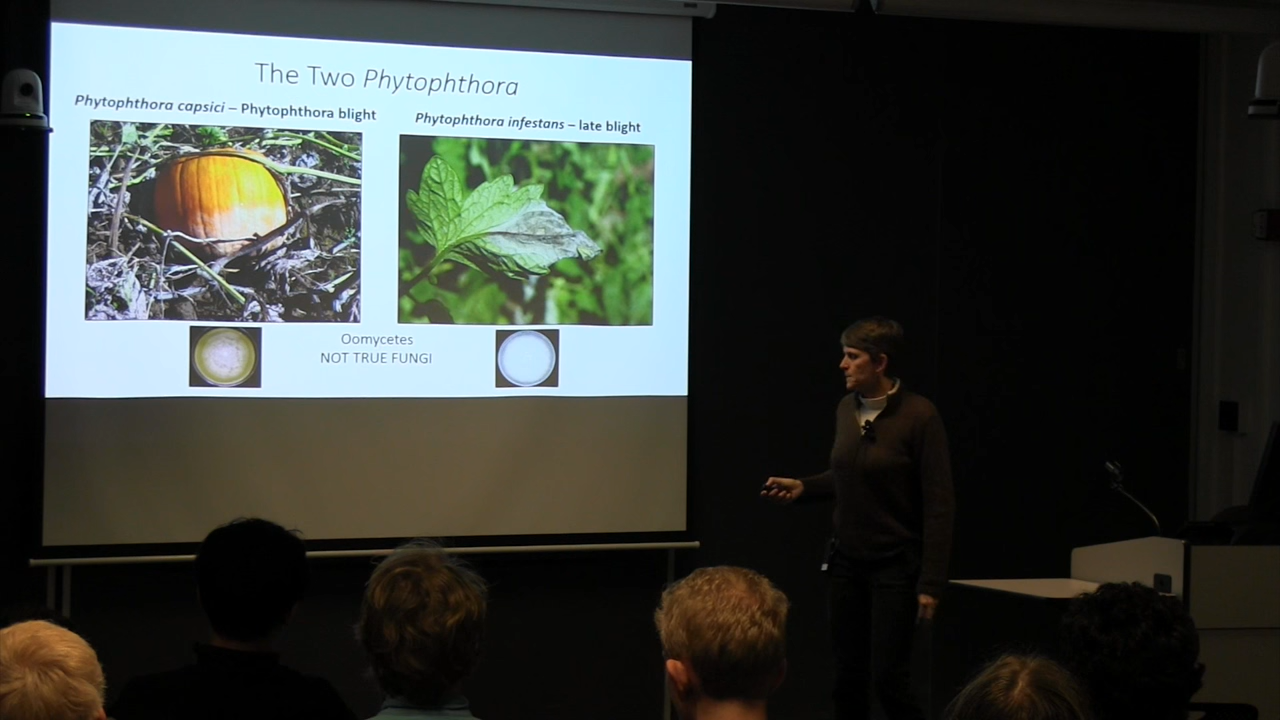 The Two Phytophthora
Phytophthora capsici – Phytophthora blight
Phytophthora infestans – late blight
Oomycetes
NOT TRUE FUNGI